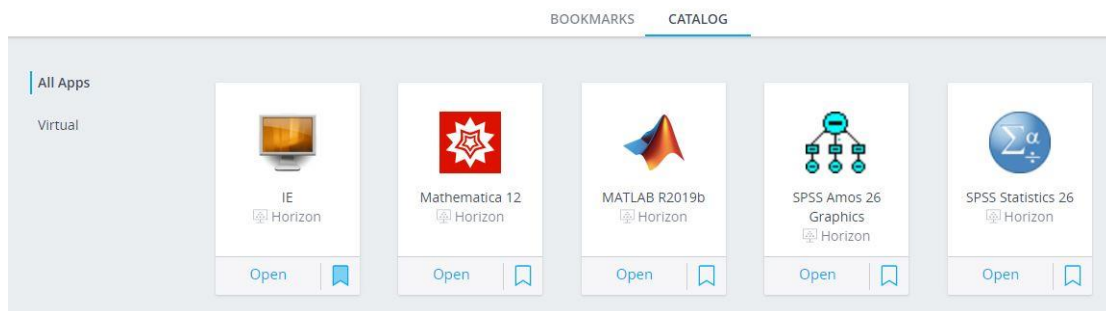 BOOKMARKS CATALOG
All Apps
Virtual
IE
Horizon
Open
Mathematica 12
Horizon
Open
MATLAB R2019b
Horizon
Open
SPSS Amos 26
Graphics
Horizon
Open
Σα
÷
SPSS Statistics 26
Horizon
Open